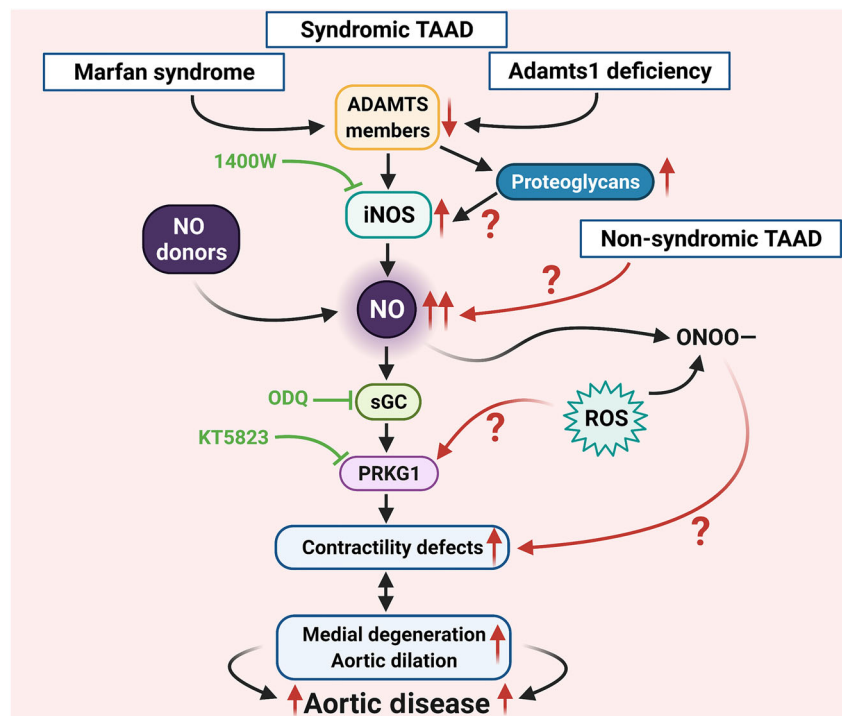 Syndromic TAAD
Marfan syndrome
Adamts1 deficiency
ADAMTS
members
1400W
Proteoglycans
iNOS
?
NO
donors
Non-syndromic TAAD
?
NO
ONOO–
ODQ
sGC
ROS
?
KT5823
PRKG1
?
Contractility defects
Medial degeneration
Aortic dilation
Aortic disease